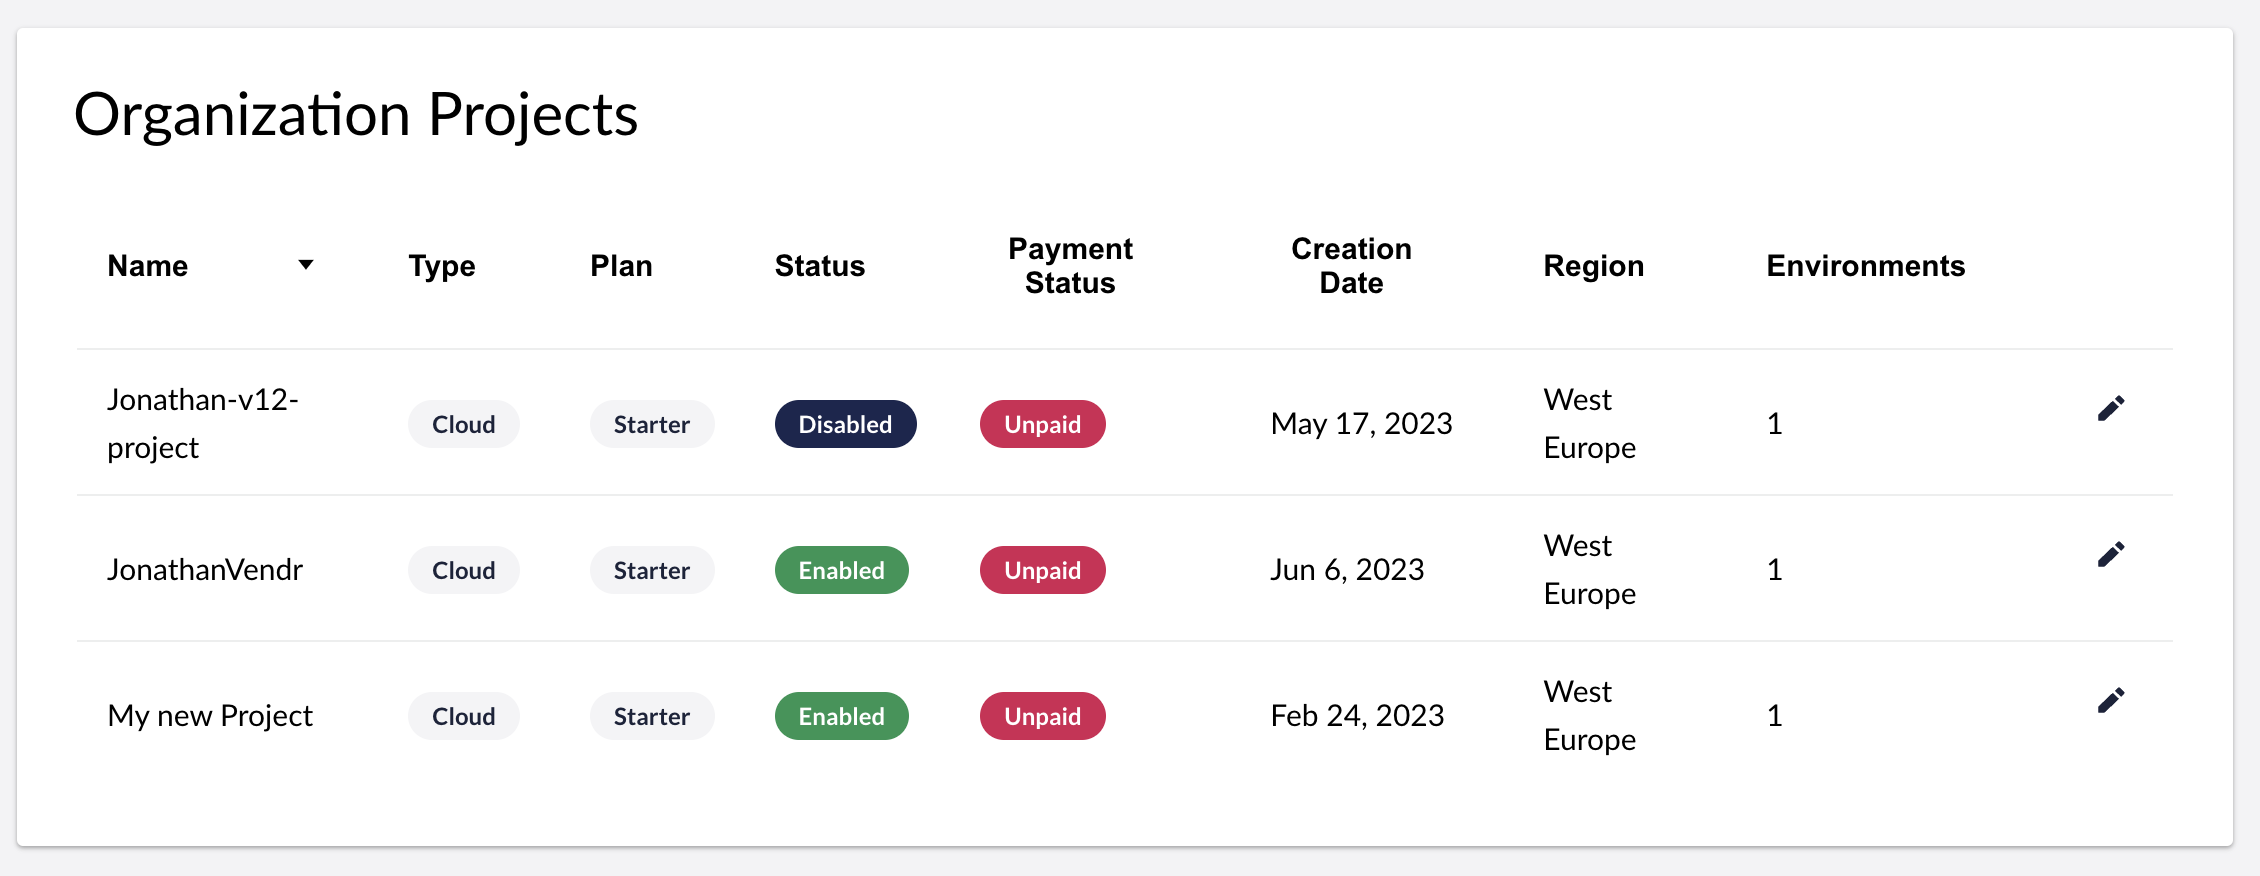 Organization Projects
Name Type Plan Status Payment Status Creation Date Region Environments
Jonathan-v12-project Cloud Starter Disabled Unpaid May 17, 2023 West Europe 1
JonathanVendr Cloud Starter Enabled Unpaid Jun 6, 2023 West Europe 1
My new Project Cloud Starter Enabled Unpaid Feb 24, 2023 West Europe 1